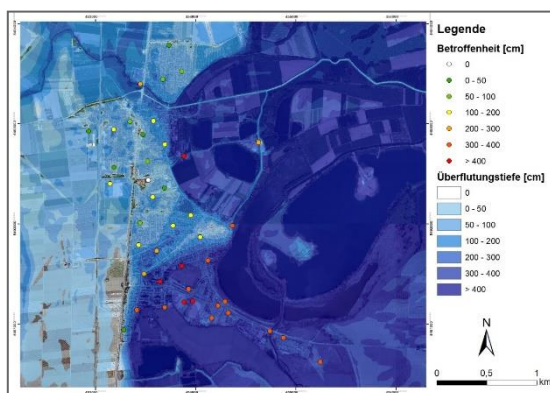 Legende
Betroffenheit [cm]
0
0 - 50
50 - 100
100 - 200
200 - 300
300 - 400
> 400
Überflutungstiefe [cm]
0
0 - 50
50 - 100
100 - 200
200 - 300
300 - 400
> 400
N
0 0,5 1
km